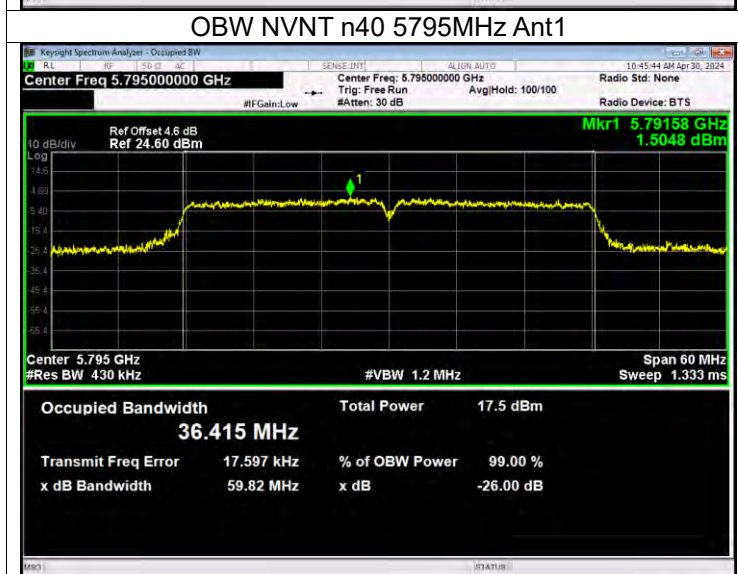 OBW NVNT n40 5795MHz Ant1
Keysight Spectrum Analyzer - Occupied BW
RL RF 50 Ω AC SENSE:INT ALIGN AUTO 10:45:44 AM Apr 30, 2024
Center Freq 5.795000000 GHz Center Freq: 5.795000000 GHz Radio Std: None
Trig: Free Run Avg|Hold: 100/100
#IFGain:Low #Atten: 30 dB Radio Device: BTS
Mkr1 5.79158 GHz
Ref Offset 4.6 dB
10 dB/div Ref 24.60 dBm 1.5048 dBm
Log
14.6
4.60
1
-5.40
-15.4
-25.4
-35.4
-45.4
-55.4
-65.4
Center 5.795 GHz Span 60 MHz
#Res BW 430 kHz #VBW 1.2 MHz Sweep 1.333 ms
Occupied Bandwidth Total Power 17.5 dBm
36.415 MHz
Transmit Freq Error 17.597 kHz % of OBW Power 99.00 %
x dB Bandwidth 59.82 MHz x dB -26.00 dB
MSG STATUS